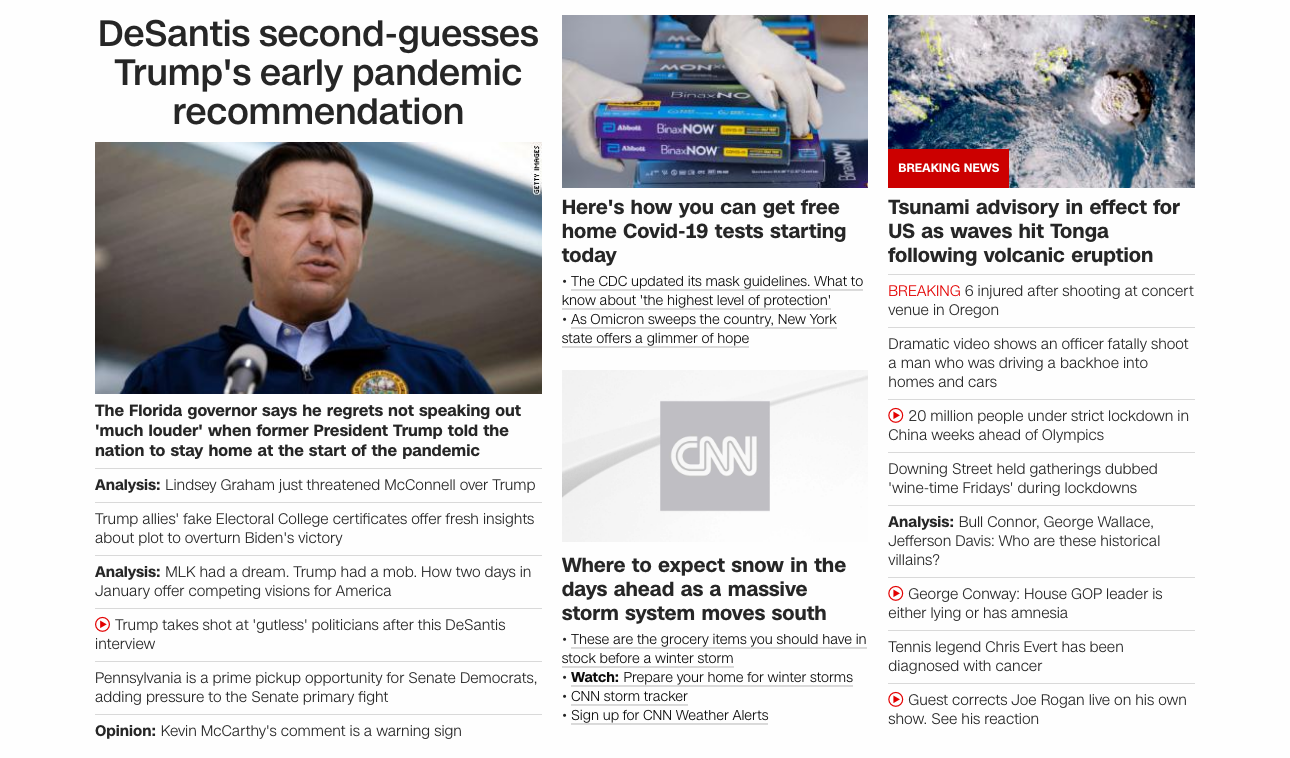 DeSantis second-guesses
Trump's early pandemic
recommendation
GETTY IMAGES
The Florida governor says he regrets not speaking out
'much louder' when former President Trump told the
nation to stay home at the start of the pandemic
Analysis: Lindsey Graham just threatened McConnell over Trump
Trump allies' fake Electoral College certificates offer fresh insights
about plot to overturn Biden's victory
Analysis: MLK had a dream. Trump had a mob. How two days in
January offer competing visions for America
Trump takes shot at 'gutless' politicians after this DeSantis
interview
Pennsylvania is a prime pickup opportunity for Senate Democrats,
adding pressure to the Senate primary fight
Opinion: Kevin McCarthy's comment is a warning sign
BinaxNOW
Abbott BinaxNOW
Abbott BinaxNOW
BinaxNOW
Here's how you can get free
home Covid-19 tests starting
today
• The CDC updated its mask guidelines. What to
know about 'the highest level of protection'
• As Omicron sweeps the country, New York
state offers a glimmer of hope
CNN
Where to expect snow in the
days ahead as a massive
storm system moves south
• These are the grocery items you should have in
stock before a winter storm
• Watch: Prepare your home for winter storms
• CNN storm tracker
• Sign up for CNN Weather Alerts
BREAKING NEWS
Tsunami advisory in effect for
US as waves hit Tonga
following volcanic eruption
BREAKING 6 injured after shooting at concert
venue in Oregon
Dramatic video shows an officer fatally shoot
a man who was driving a backhoe into
homes and cars
20 million people under strict lockdown in
China weeks ahead of Olympics
Downing Street held gatherings dubbed
'wine-time Fridays' during lockdowns
Analysis: Bull Connor, George Wallace,
Jefferson Davis: Who are these historical
villains?
George Conway: House GOP leader is
either lying or has amnesia
Tennis legend Chris Evert has been
diagnosed with cancer
Guest corrects Joe Rogan live on his own
show. See his reaction